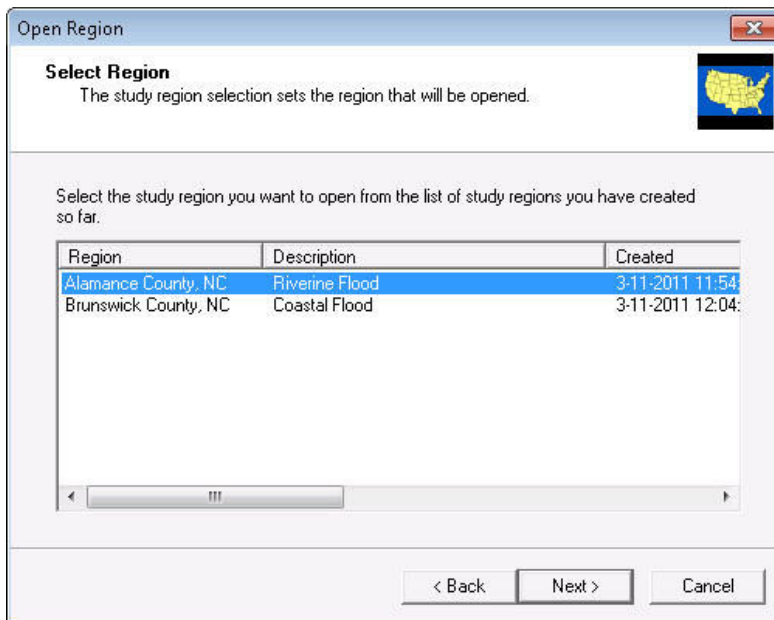 Open Region
Select Region
The study region selection sets the region that will be opened.
Select the study region you want to open from the list of study regions you have created
so far.
Region Description Created
Alamance County, NC Riverine Flood 3-11-2011 11:54:
Brunswick County, NC Coastal Flood 3-11-2011 12:04:
< Back Next > Cancel